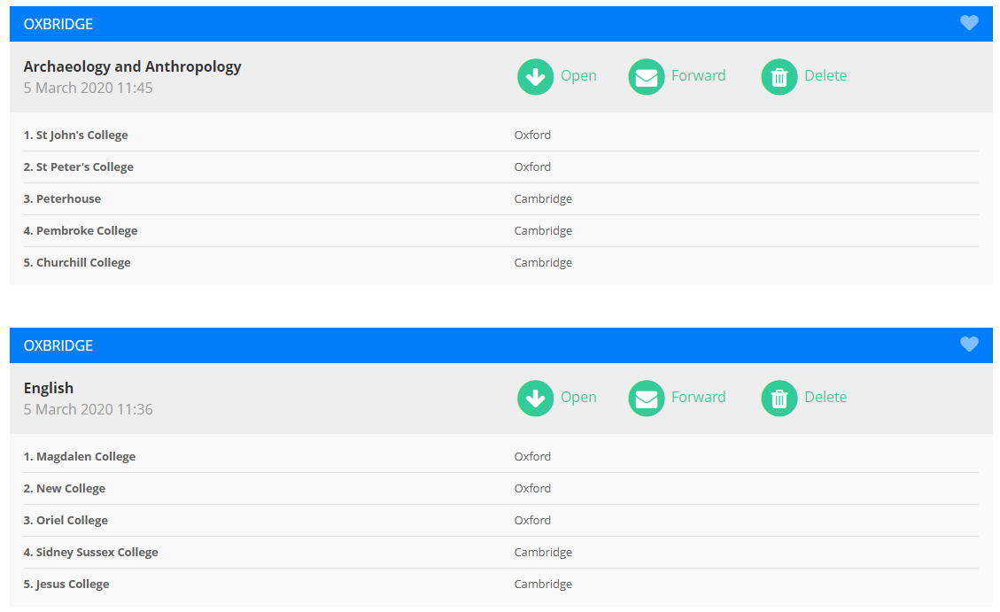 OXBRIDGE
Archaeology and Anthropology
5 March 2020 11:45
Open Forward Delete
1. St John's College Oxford
2. St Peter's College Oxford
3. Peterhouse Cambridge
4. Pembroke College Cambridge
5. Churchill College Cambridge
OXBRIDGE
English
5 March 2020 11:36
Open Forward Delete
1. Magdalen College Oxford
2. New College Oxford
3. Oriel College Oxford
4. Sidney Sussex College Cambridge
5. Jesus College Cambridge